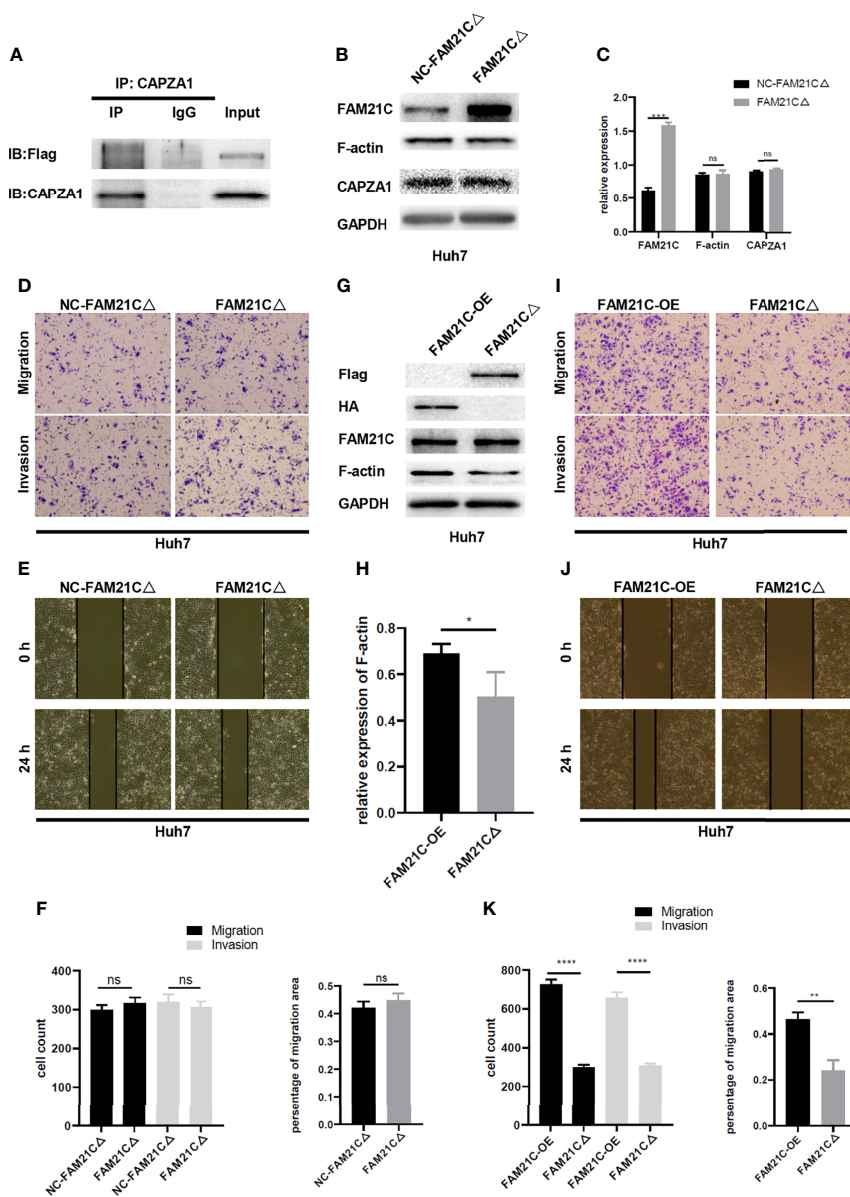 A
IP: CAPZA1
IP IgG Input
IB:Flag
IB:CAPZA1
B
NC-FAM21C△ FAM21C△
FAM21C
F-actin
CAPZA1
GAPDH
Huh7
C
NC-FAM21C△
FAM21C△
relative expression
2.0
1.5
1.0
0.5
0.0
***
ns
ns
FAM21C F-actin CAPZA1
D
NC-FAM21C△ FAM21C△
Migration
Invasion
Huh7
G
FAM21C-OE FAM21C△
Flag
HA
FAM21C
F-actin
GAPDH
Huh7
I
FAM21C-OE FAM21C△
Migration
Invasion
Huh7
E
NC-FAM21C△ FAM21C△
0 h
24 h
Huh7
H
relative expression of F-actin
0.8
0.6
0.4
0.2
0.0
*
FAM21C-OE FAM21C△
J
FAM21C-OE FAM21C△
0 h
24 h
Huh7
F
Migration
Invasion
cell count
400
300
200
100
0
ns ns
NC-FAM21C△ FAM21C△ NC-FAM21C△ FAM21C△
persentage of migration area
0.5
0.4
0.3
0.2
0.1
0.0
ns
NC-FAM21C△ FAM21C△
K
Migration
Invasion
cell count
800
600
400
200
0
**** ****
FAM21C-OE FAM21C△ FAM21C-OE FAM21C△
persentage of migration area
0.6
0.4
0.2
0.0
**
FAM21C-OE FAM21C△